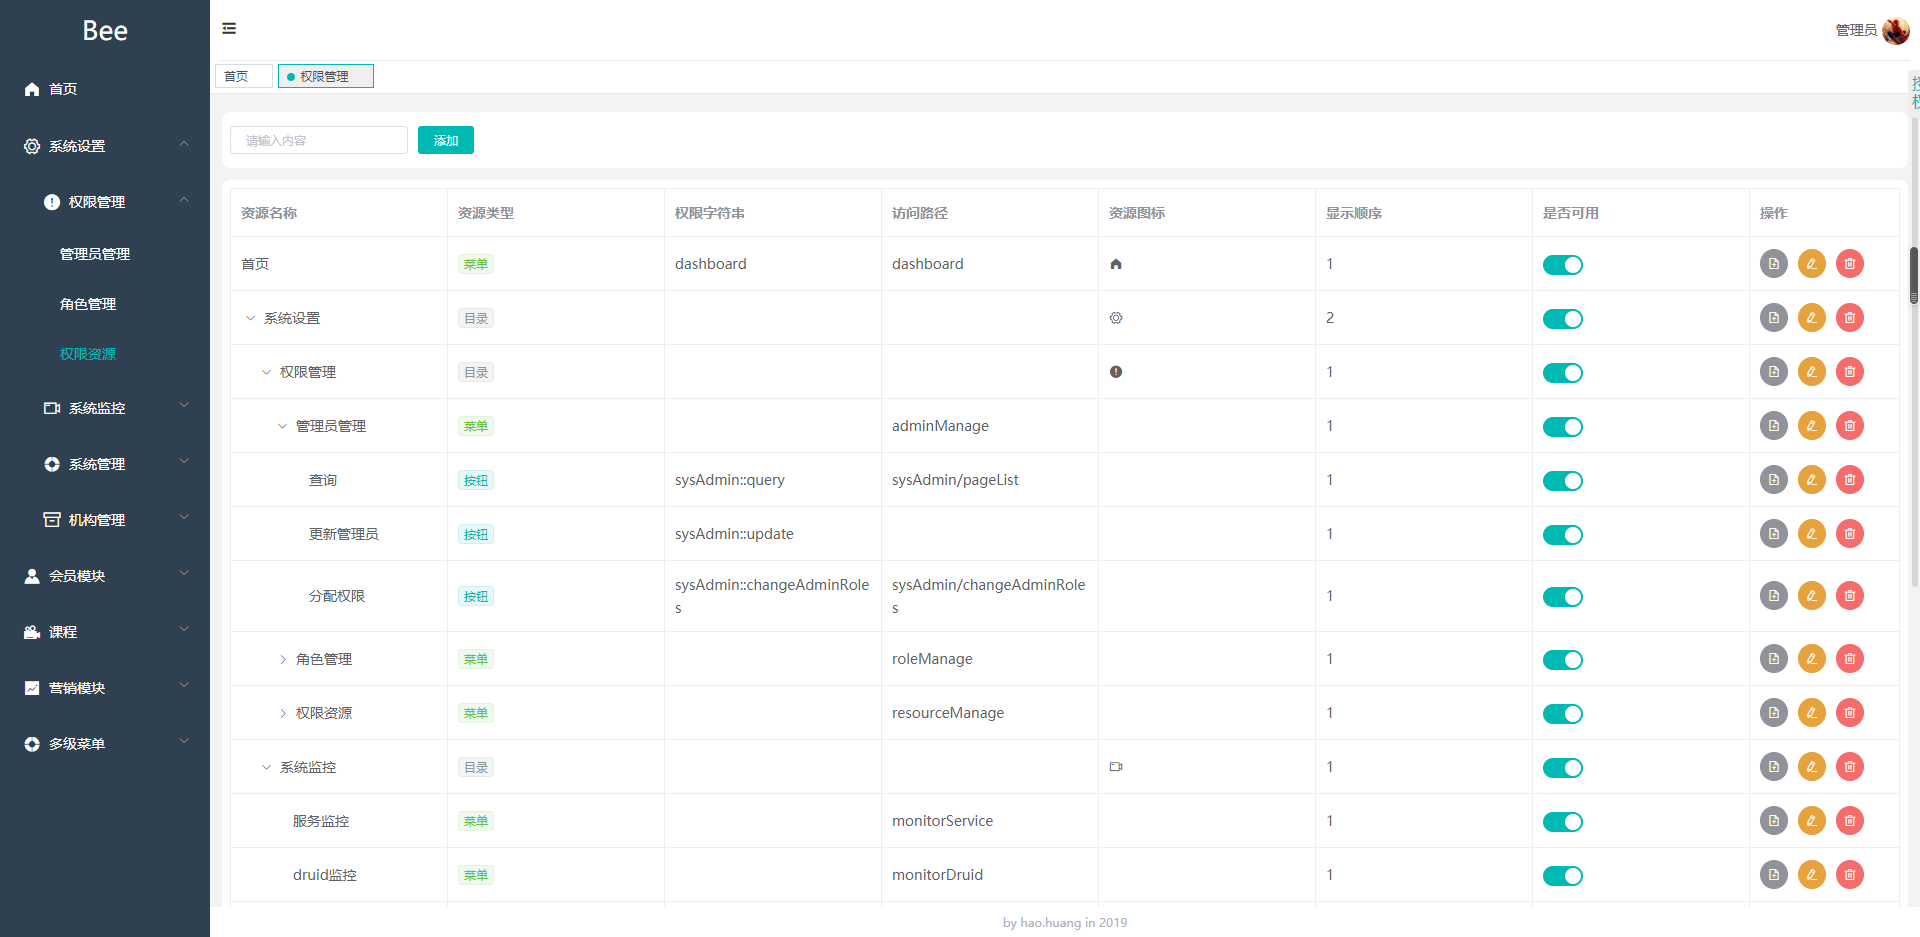 Bee
首页
系统设置
权限管理
管理员管理
角色管理
权限资源
系统监控
系统管理
机构管理
会员模块
课程
营销模块
多级菜单
管理员
首页 权限管理
请输入内容 添加
资源名称 资源类型 权限字符串 访问路径 资源图标 显示顺序 是否可用 操作
首页 菜单 dashboard dashboard 1
系统设置 目录 2
权限管理 目录 1
管理员管理 菜单 adminManage 1
查询 按钮 sysAdmin::query sysAdmin/pageList 1
更新管理员 按钮 sysAdmin::update 1
分配权限 按钮 sysAdmin::changeAdminRole sysAdmin/changeAdminRole 1
s s
角色管理 菜单 roleManage 1
权限资源 菜单 resourceManage 1
系统监控 目录 1
服务监控 菜单 monitorService 1
druid监控 菜单 monitorDruid 1
by hao.huang in 2019